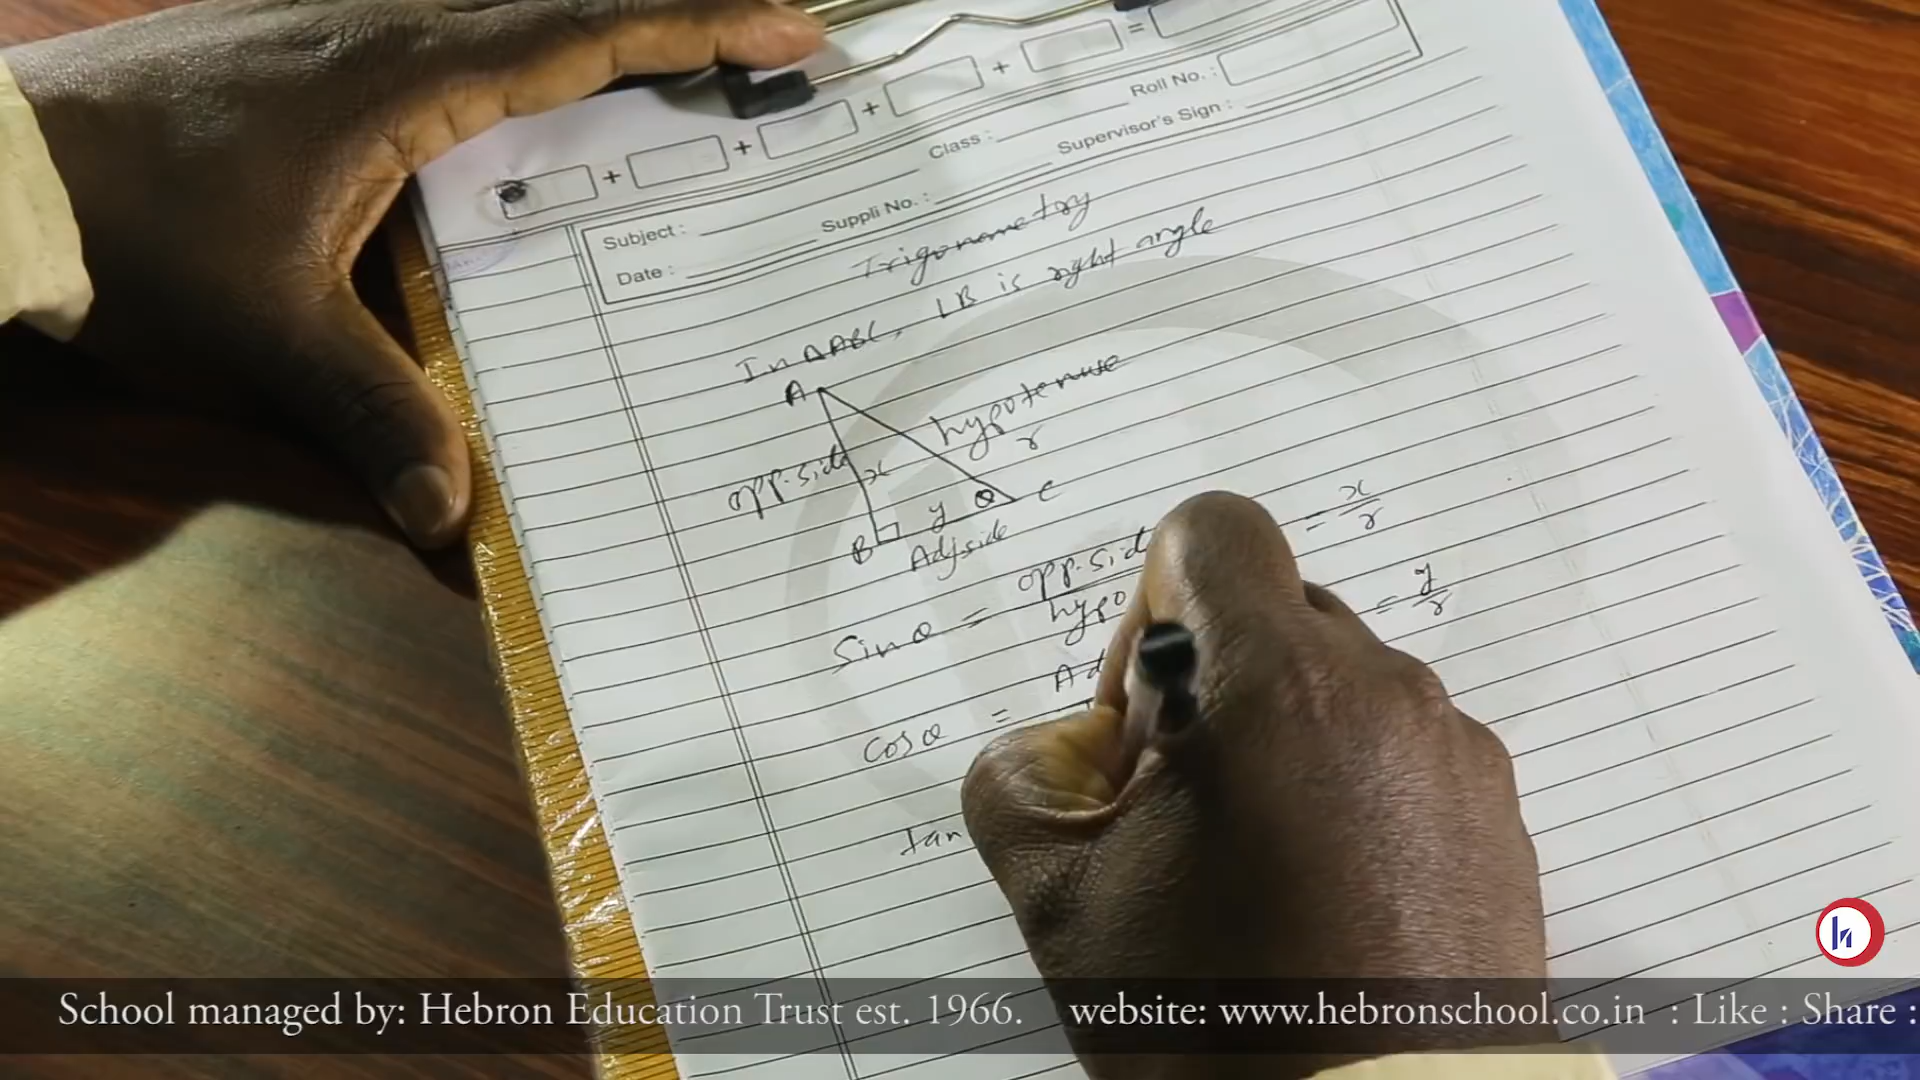 + + + + =
Class : Roll No. :
Subject : Suppli No. : Supervisor's Sign :
Date :
Trigonometry
In ΔABC, ∠B is right angle
A
hypotenuse
r
opp. side x
y θ C
B Adj side
Sin θ = opp. sid = x/r
hypo
Cos θ = Ad = y/r
tan
h
School managed by: Hebron Education Trust est. 1966. website: www.hebronschool.co.in : Like : Share :